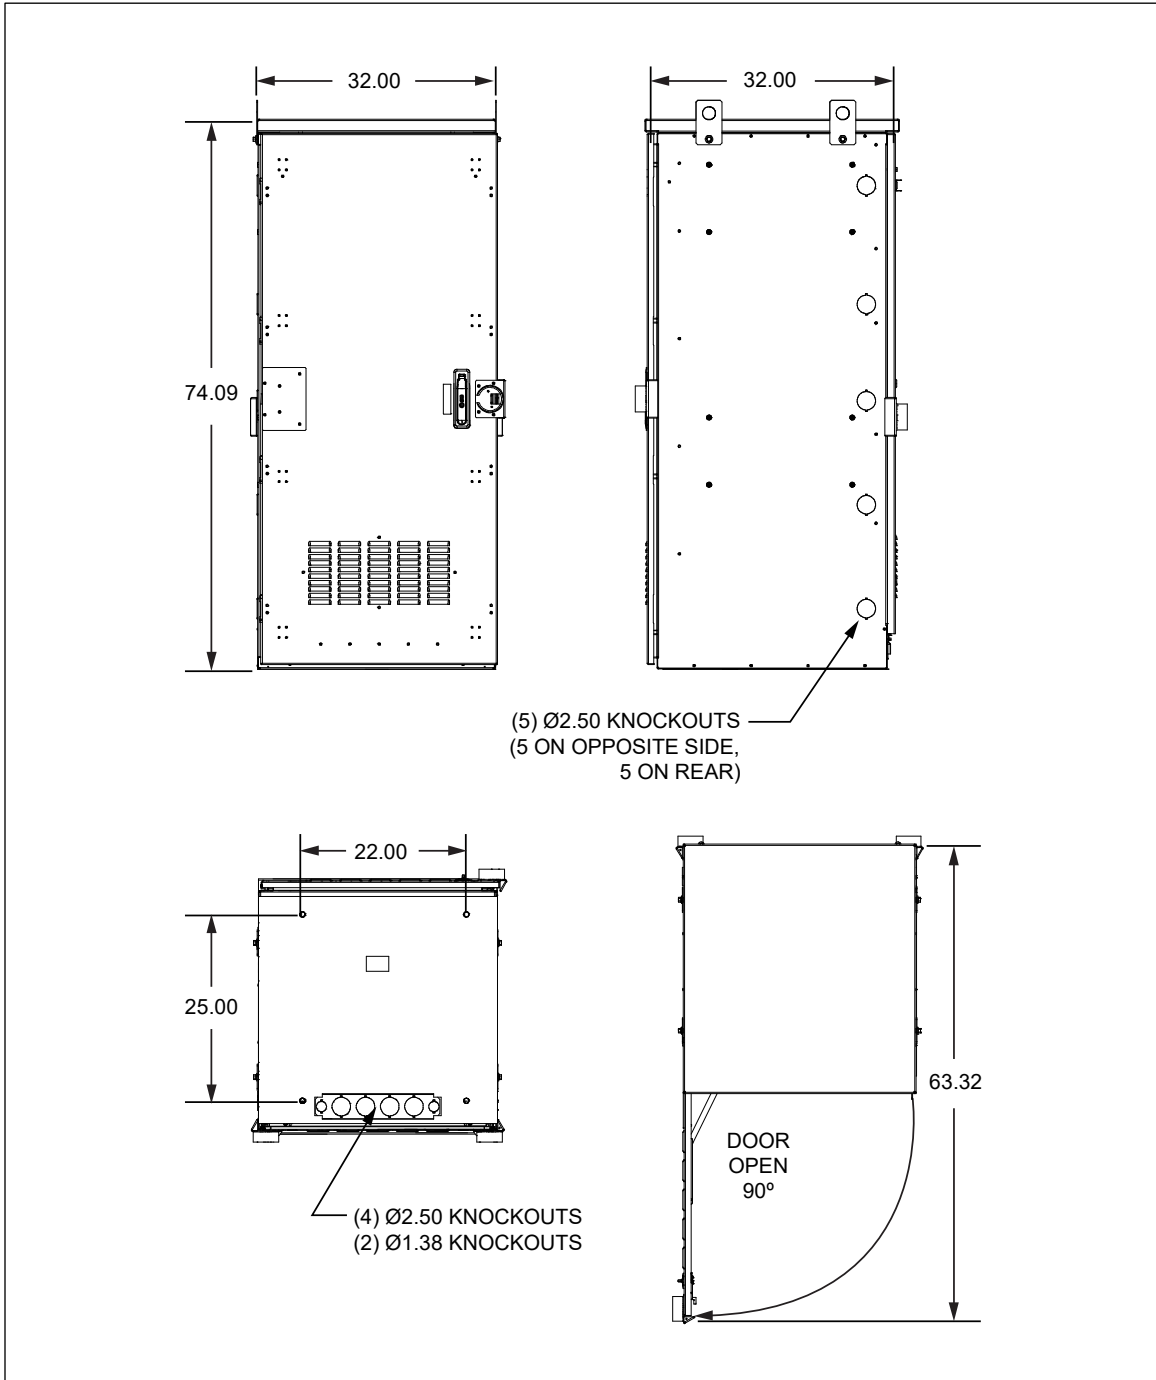 32.00
32.00
74.09
(5) Ø2.50 KNOCKOUTS
(5 ON OPPOSITE SIDE,
5 ON REAR)
22.00
25.00
63.32
DOOR
OPEN
90º
(4) Ø2.50 KNOCKOUTS
(2) Ø1.38 KNOCKOUTS